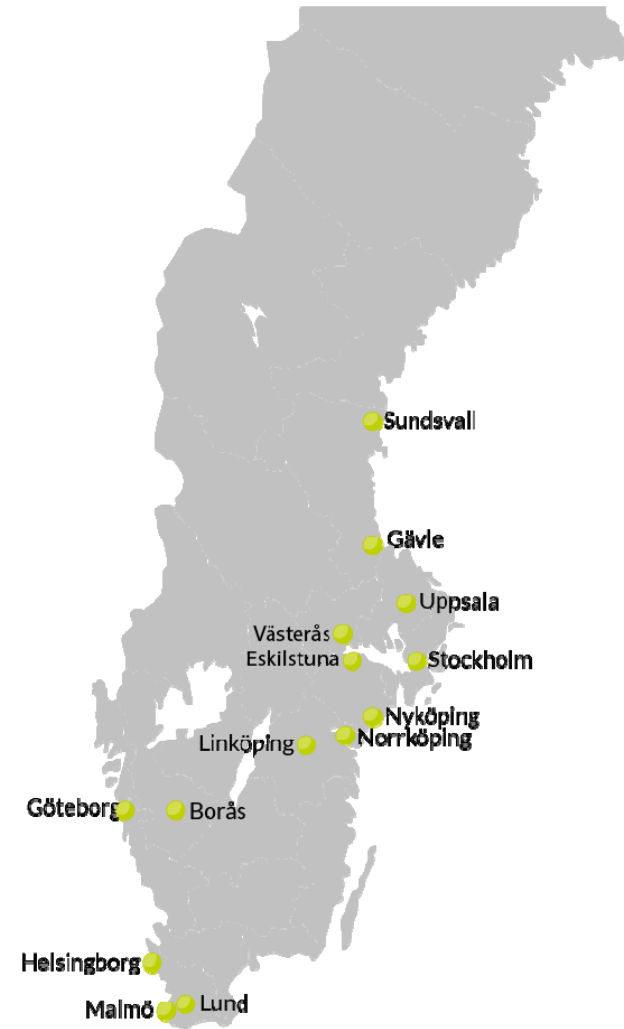 Sundsvall
Gävle
Uppsala
Västerås
Eskilstuna
Stockholm
Nyköping
Norrköping
Linköping
Göteborg
Borås
Helsingborg
Lund
Malmö